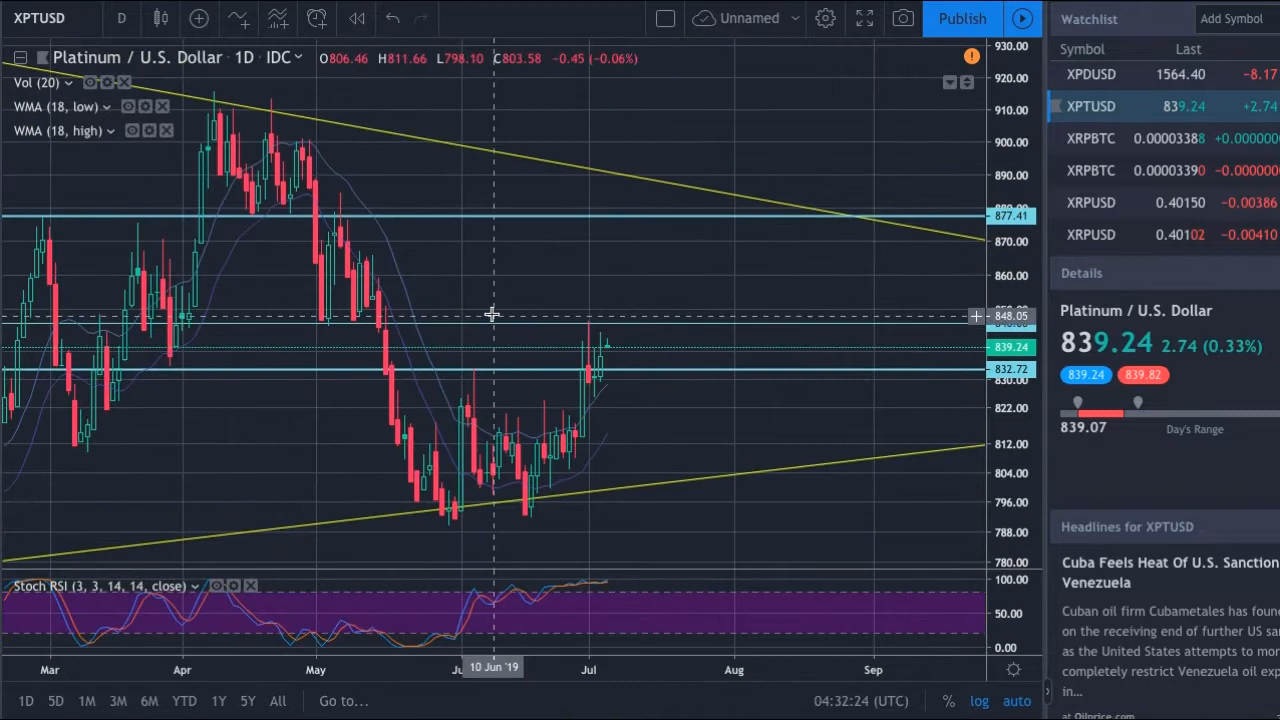 XPTUSD D Unnamed Publish
Platinum / U.S. Dollar 1D IDC O806.46 H811.66 L798.10 C803.58 -0.45 (-0.06%)
Vol (20)
WMA (18, low)
WMA (18, high)
930.00
920.00
910.00
900.00
890.00
877.41
870.00
860.00
848.05
839.24
832.72
830.00
822.00
812.00
804.00
796.00
788.00
780.00
Stoch RSI (3, 3, 14, 14, close)
100.00
50.00
0.00
Mar Apr May 10 Jun '19 Jul Aug Sep
1D 5D 1M 3M 6M YTD 1Y 5Y All Go to... 04:32:24 (UTC) % log auto
Watchlist Add Symbol
Symbol Last
XPDUSD 1564.40 -8.17
XPTUSD 839.24 +2.74
XRPBTC 0.00003388 +0.000000
XRPBTC 0.00003390 -0.000000
XRPUSD 0.40150 -0.00386
XRPUSD 0.40102 -0.00410
Details
Platinum / U.S. Dollar
839.24 2.74 (0.33%)
839.24 839.82
839.07 Day's Range
Headlines for XPTUSD
Cuba Feels Heat Of U.S. Sanction
Venezuela
Cuban oil firm Cubametales has found
on the receiving end of further US sa
as the United States attempts to mor
completely restrict Venezuela oil exp
in...
at Oilprice.com